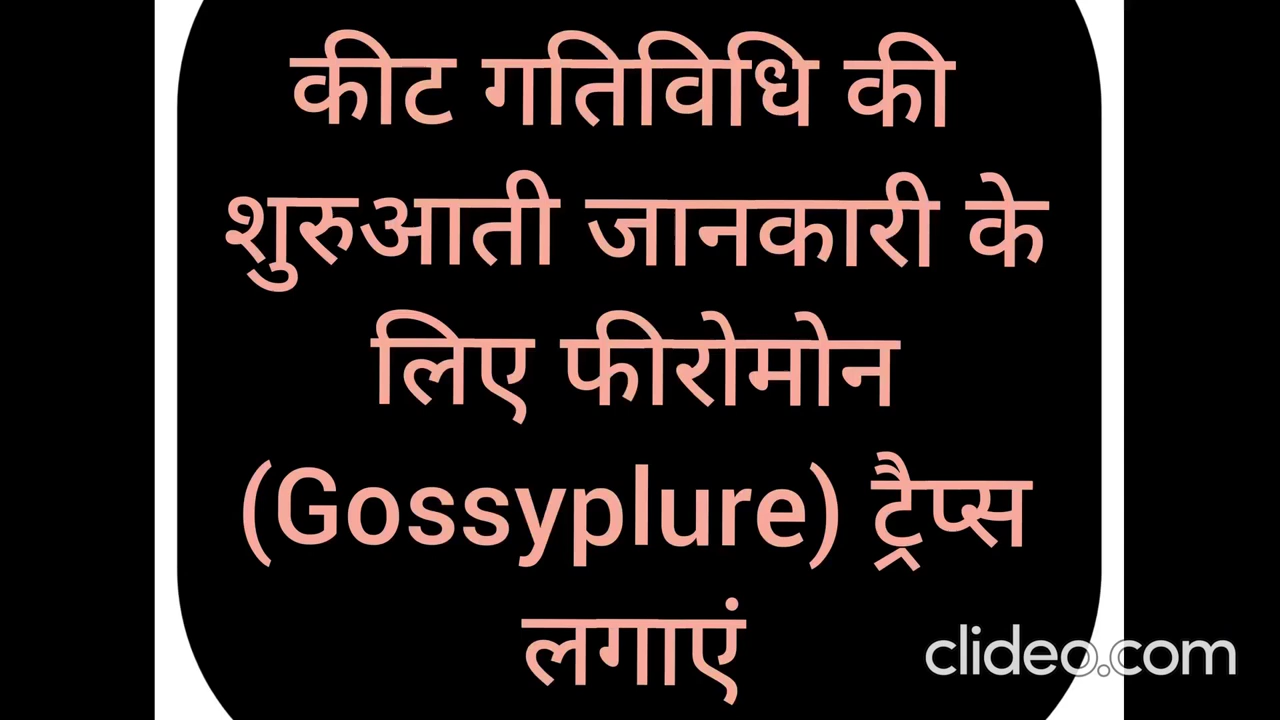 कीट गतिविधि की
शुरुआती जानकारी के
लिए फीरोमोन
(Gossyplure) ट्रैप्स
लगाएं
clideo.com